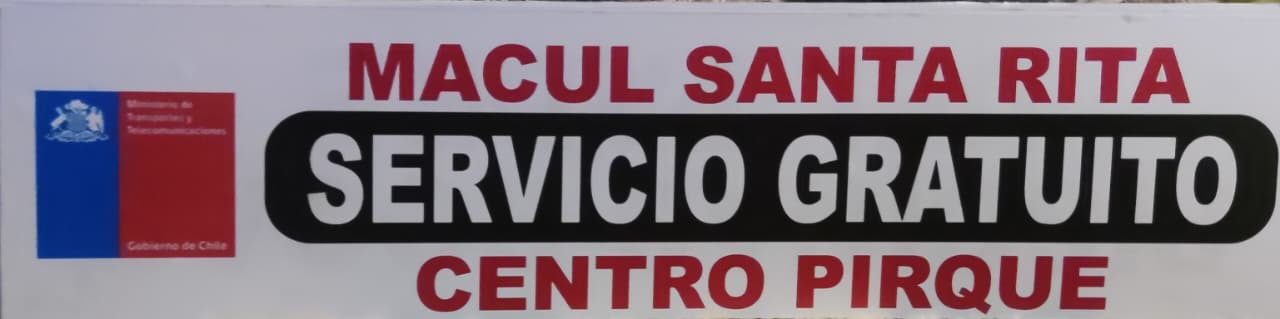 MACUL SANTA RITA
Ministerio de
Transportes y
Telecomunicaciones
SERVICIO GRATUITO
Gobierno de Chile
CENTRO PIRQUE